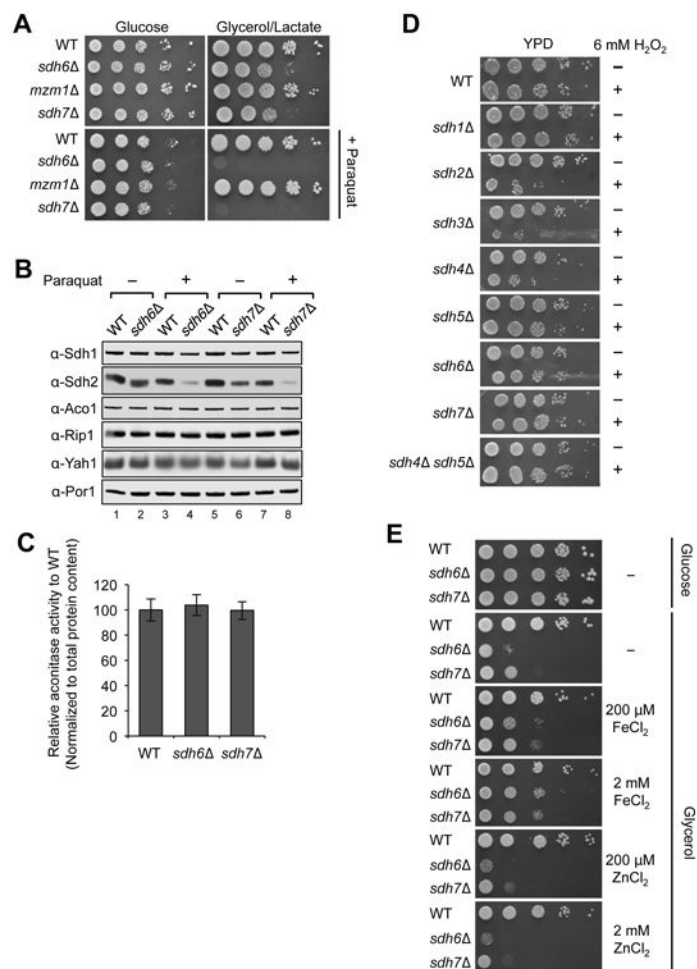 A
Glucose
Glycerol/Lactate
WT
sdh6Δ
mzm1Δ
sdh7Δ
WT
sdh6Δ
mzm1Δ
sdh7Δ
+ Paraquat
B
Paraquat – + – +
WT sdh6Δ WT sdh6Δ WT sdh7Δ WT sdh7Δ
α-Sdh1
α-Sdh2
α-Aco1
α-Rip1
α-Yah1
α-Por1
1 2 3 4 5 6 7 8
C
Relative aconitase activity to WT
(Normalized to total protein content)
120
100
80
60
40
20
0
WT sdh6Δ sdh7Δ
D
YPD 6 mM H₂O₂
WT – +
sdh1Δ – +
sdh2Δ – +
sdh3Δ – +
sdh4Δ – +
sdh5Δ – +
sdh6Δ – +
sdh7Δ – +
sdh4Δ sdh5Δ – +
E
WT
sdh6Δ –
sdh7Δ
Glucose
WT
sdh6Δ –
sdh7Δ
WT
sdh6Δ 200 µM
sdh7Δ FeCl₂
WT
sdh6Δ 2 mM
sdh7Δ FeCl₂
WT
sdh6Δ 200 µM
sdh7Δ ZnCl₂
WT
sdh6Δ 2 mM
sdh7Δ ZnCl₂
Glycerol